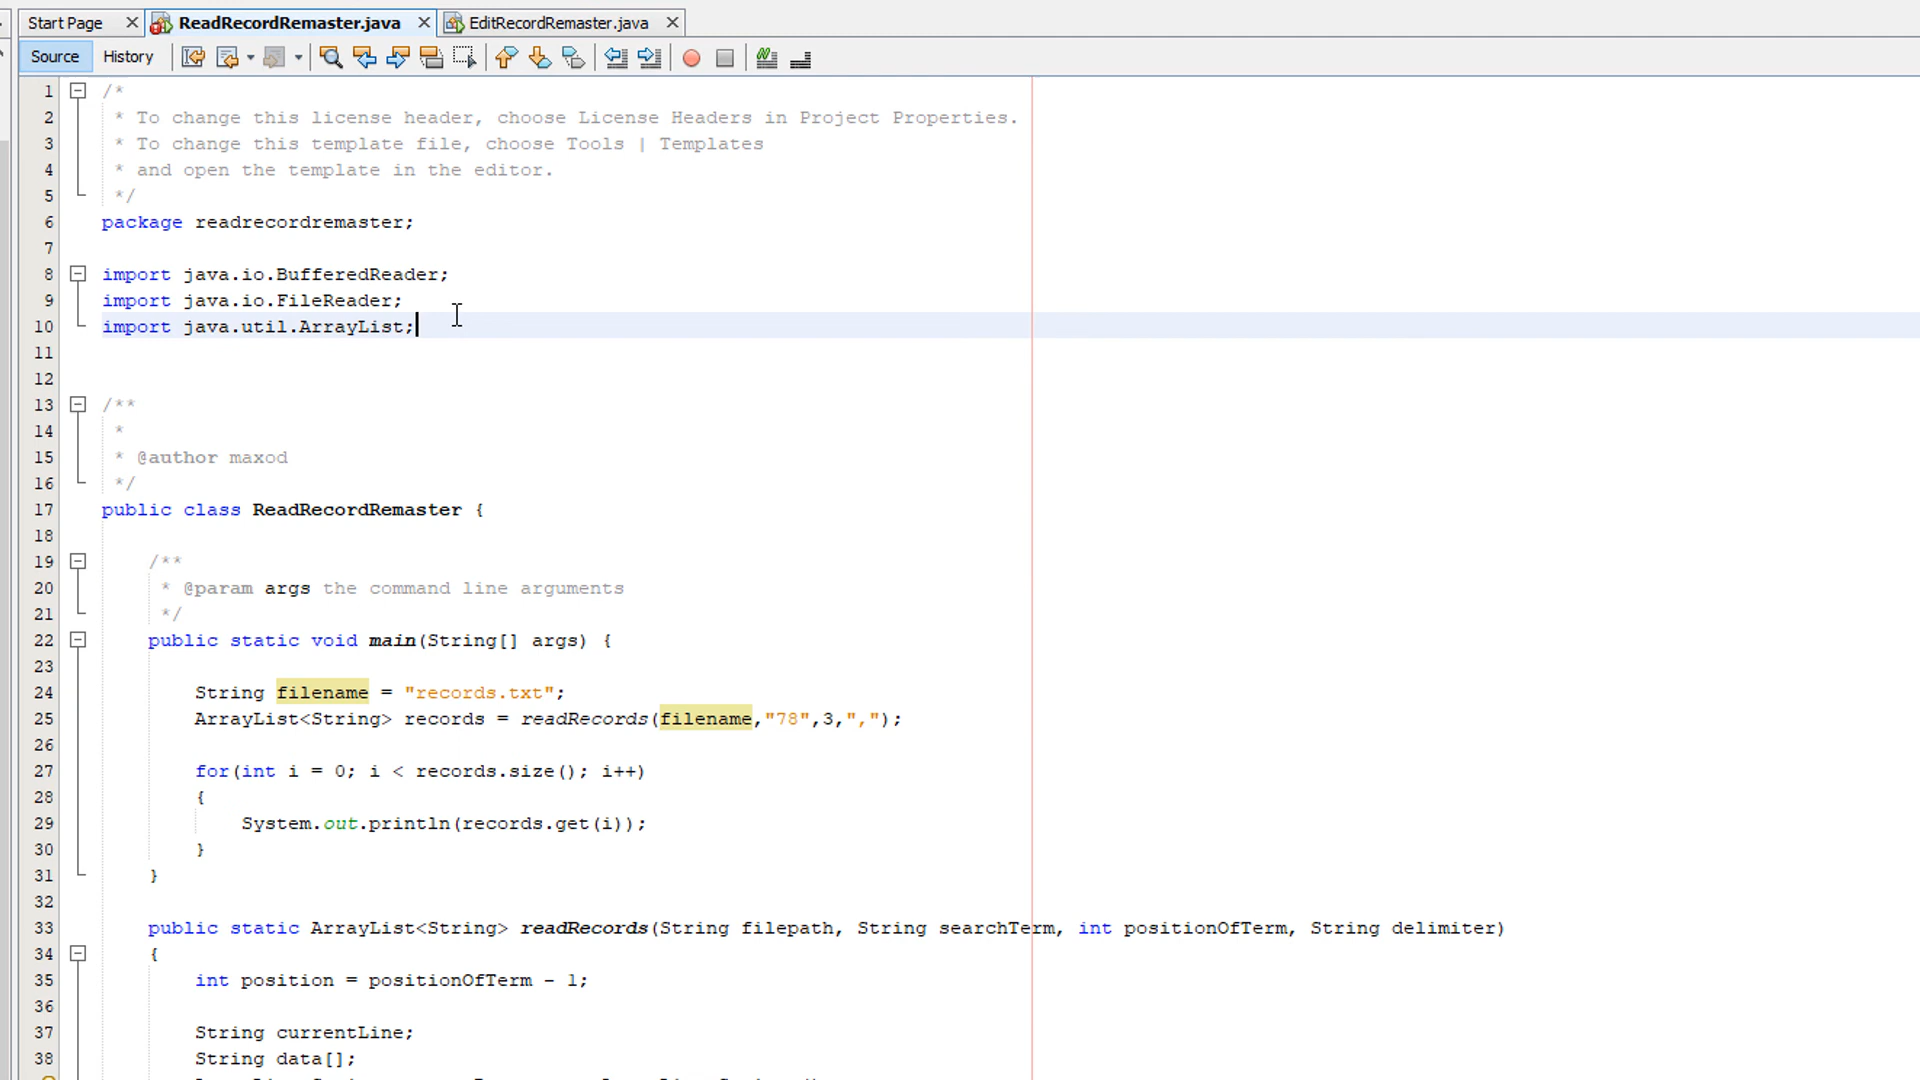 Start Page ReadRecordRemaster.java EditRecordRemaster.java
Source History
1 /*
2 * To change this license header, choose License Headers in Project Properties.
3 * To change this template file, choose Tools | Templates
4 * and open the template in the editor.
5 */
6 package readrecordremaster;
7
8 import java.io.BufferedReader;
9 import java.io.FileReader;
10 import java.util.ArrayList;
11
12
13 /**
14 *
15 * @author maxod
16 */
17 public class ReadRecordRemaster {
18
19 /**
20 * @param args the command line arguments
21 */
22 public static void main(String[] args) {
23
24 String filename = "records.txt";
25 ArrayList<String> records = readRecords(filename,"78",3,",");
26
27 for(int i = 0; i < records.size(); i++)
28 {
29 System.out.println(records.get(i));
30 }
31 }
32
33 public static ArrayList<String> readRecords(String filepath, String searchTerm, int positionOfTerm, String delimiter)
34 {
35 int position = positionOfTerm - 1;
36
37 String currentLine;
38 String data[];